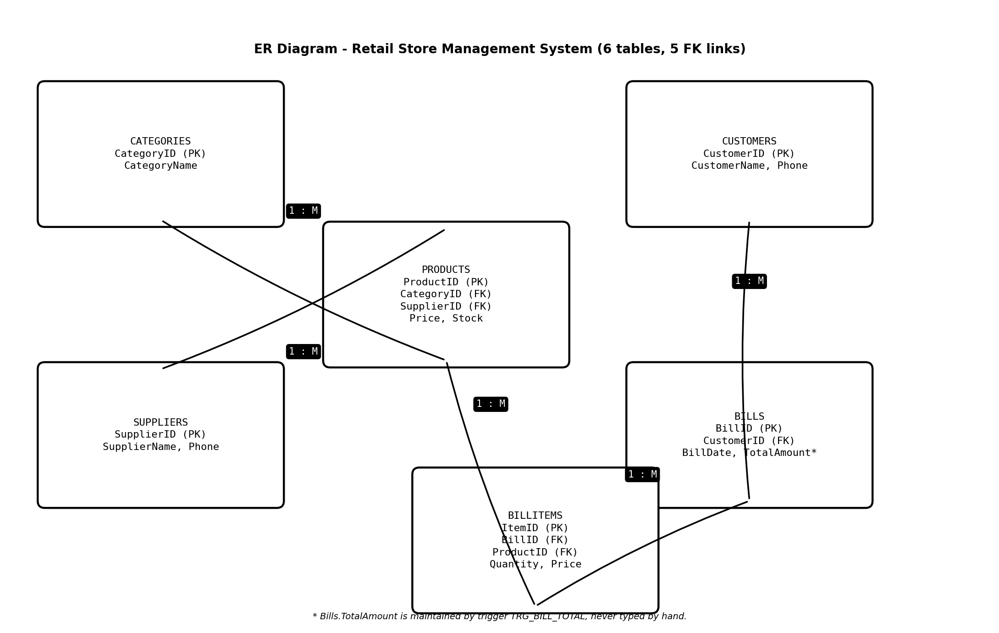 ER Diagram - Retail Store Management System (6 tables, 5 FK links)
CATEGORIES
CategoryID (PK)
CategoryName
CUSTOMERS
CustomerID (PK)
CustomerName, Phone
1 : M
PRODUCTS
ProductID (PK)
CategoryID (FK)
SupplierID (FK)
Price, Stock
1 : M
1 : M
1 : M
SUPPLIERS
SupplierID (PK)
SupplierName, Phone
BILLS
BillID (PK)
CustomerID (FK)
BillDate, TotalAmount*
1 : M
BILLITEMS
ItemID (PK)
BillID (FK)
ProductID (FK)
Quantity, Price
* Bills.TotalAmount is maintained by trigger TRG_BILL_TOTAL, never typed by hand.